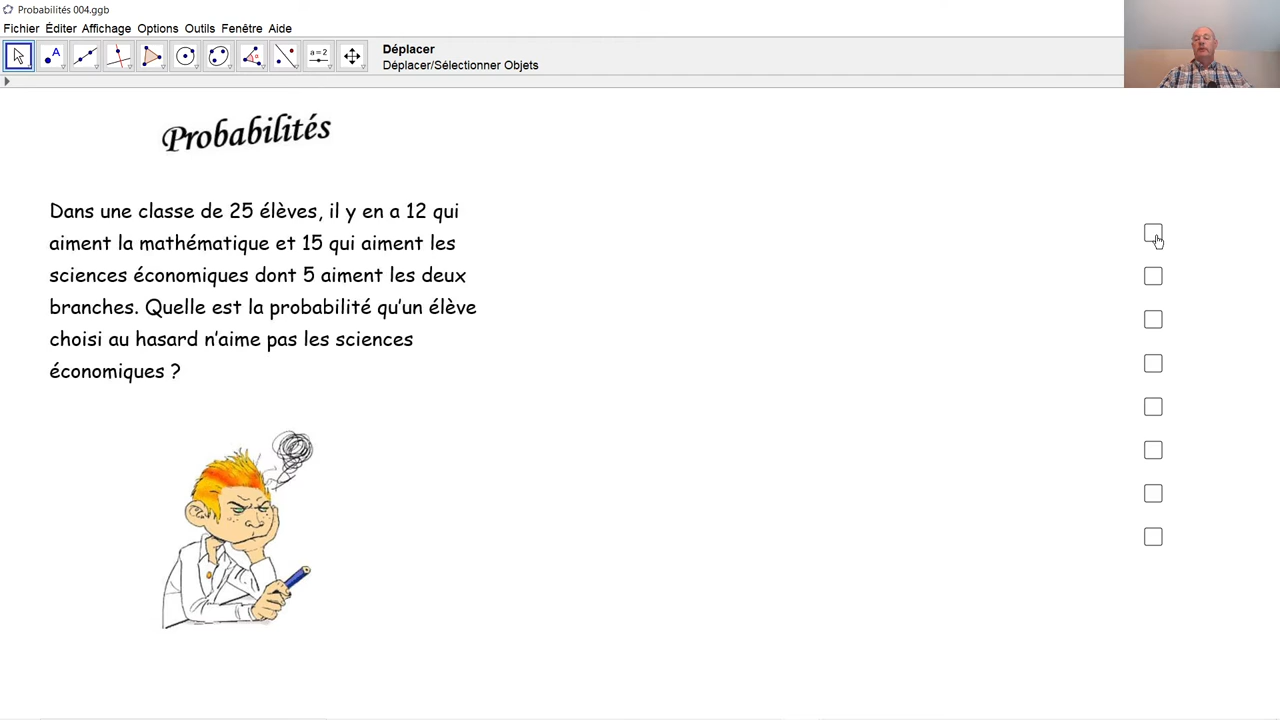 Probabilités 004.ggb
Fichier Éditer Affichage Options Outils Fenêtre Aide
A
a=2
Déplacer
Déplacer/Sélectionner Objets
Probabilités
Dans une classe de 25 élèves, il y en a 12 qui
aiment la mathématique et 15 qui aiment les
sciences économiques dont 5 aiment les deux
branches. Quelle est la probabilité qu’un élève
choisi au hasard n’aime pas les sciences
économiques ?